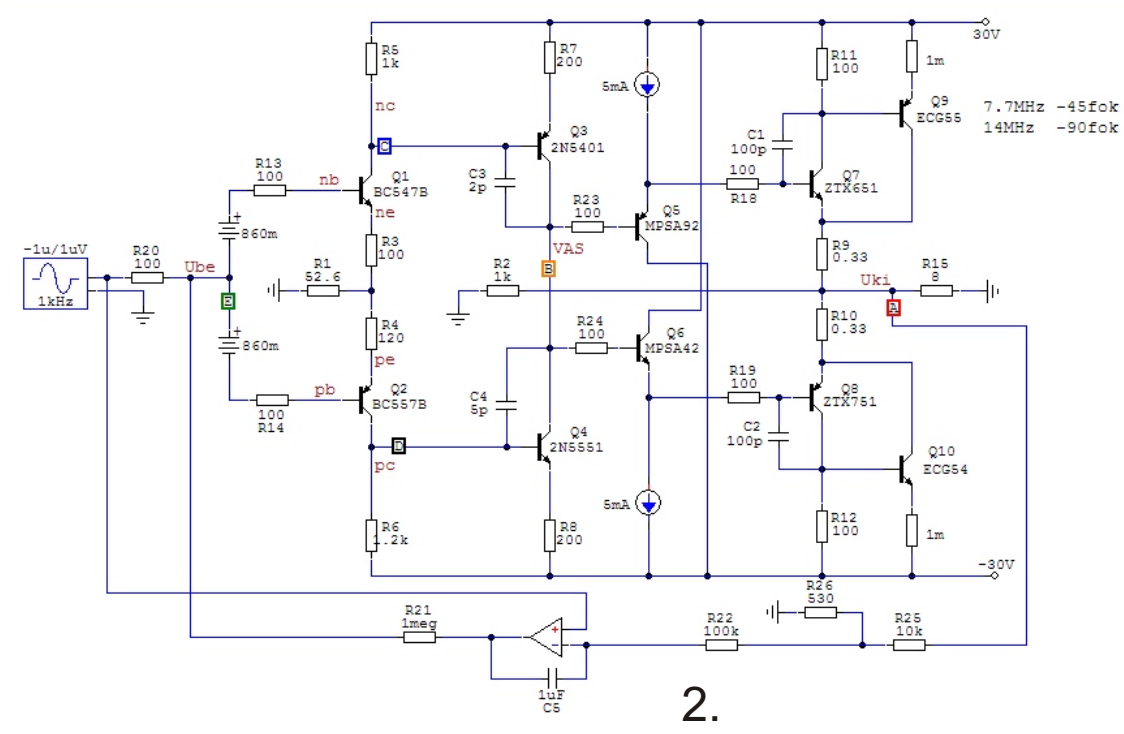 30V
R5
1k
R7
200
5mA
R11
100
1m
Q9
ECG55
7.7MHz -45fok
14MHz -90fok
nc
C
Q3
2N5401
C1
100p
R13
100
nb
Q1
BC547B
C3
2p
100
R18
Q7
ZTX651
ne
R23
100
Q5
MPSA92
+
860m
-1u/1uV
R20
100
Ube
R3
100
VAS
R9
0.33
1kHz
E
R1
52.6
B
R2
1k
Uki
R15
8
A
+
860m
R4
120
R24
100
Q6
MPSA42
R10
0.33
pe
pb
Q2
BC557B
100
R14
C4
5p
R19
100
Q8
ZTX751
C2
100p
D
pc
Q4
2N5551
Q10
ECG54
R6
1.2k
R8
200
5mA
R12
100
1m
-30V
R26
530
R21
1meg
+
-
R22
100k
R25
10k
1uF
C5
2.